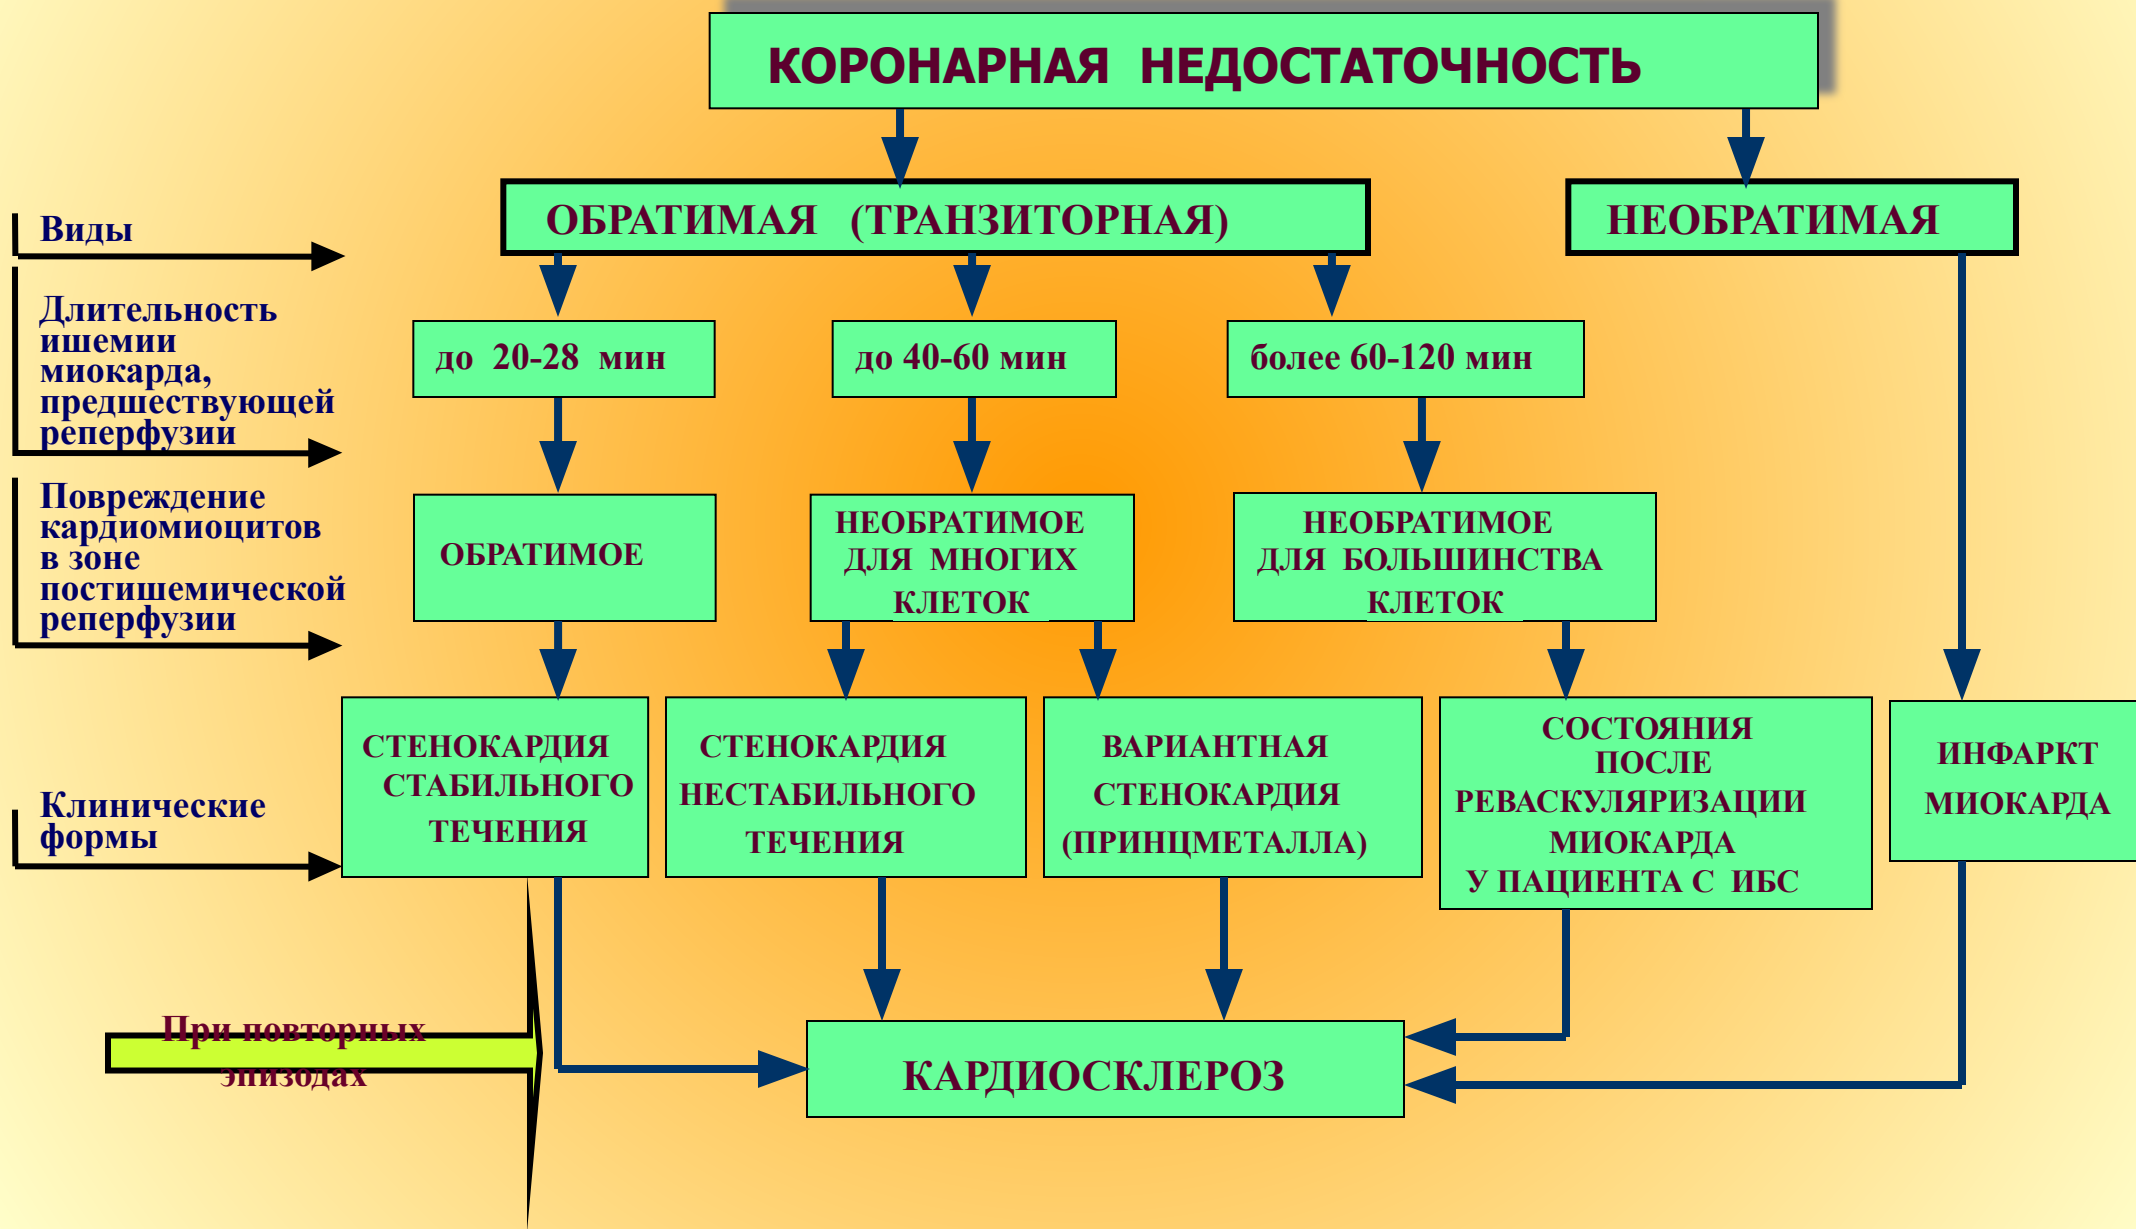 КОРОНАРНАЯ НЕДОСТАТОЧНОСТЬ
Виды
ОБРАТИМАЯ (ТРАНЗИТОРНАЯ)
НЕОБРАТИМАЯ
Длительность
ишемии
миокарда,
предшествующей
реперфузии
до 20-28 мин
до 40-60 мин
более 60-120 мин
Повреждение
кардиомиоцитов
в зоне
постишемической
реперфузии
ОБРАТИМОЕ
НЕОБРАТИМОЕ
ДЛЯ МНОГИХ
КЛЕТОК
НЕОБРАТИМОЕ
ДЛЯ БОЛЬШИНСТВА
КЛЕТОК
Клинические
формы
СТЕНОКАРДИЯ
СТАБИЛЬНОГО
ТЕЧЕНИЯ
СТЕНОКАРДИЯ
НЕСТАБИЛЬНОГО
ТЕЧЕНИЯ
ВАРИАНТНАЯ
СТЕНОКАРДИЯ
(ПРИНЦМЕТАЛЛА)
СОСТОЯНИЯ
ПОСЛЕ
РЕВАСКУЛЯРИЗАЦИИ
МИОКАРДА
У ПАЦИЕНТА С ИБС
ИНФАРКТ
МИОКАРДА
При повторных
эпизодах
КАРДИОСКЛЕРОЗ